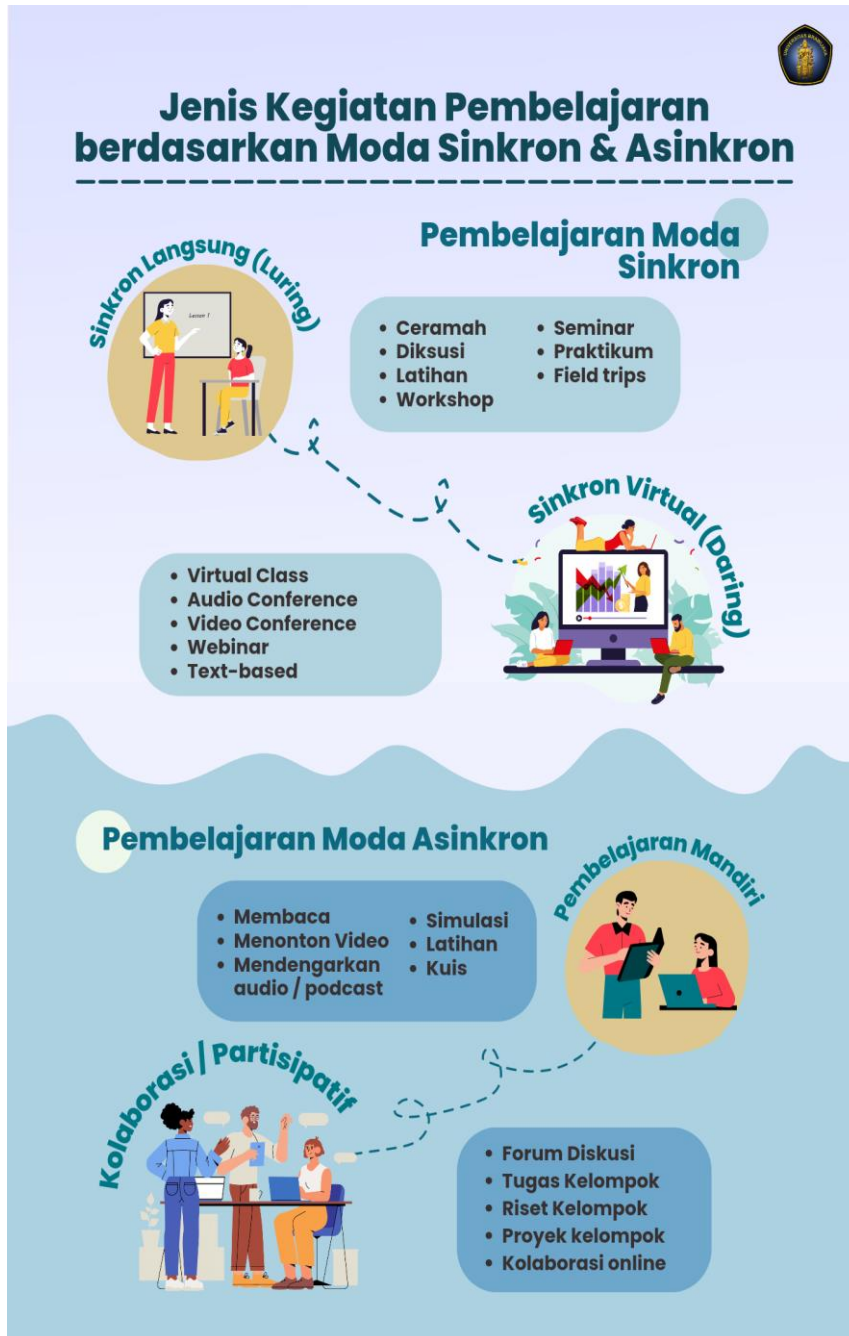 UNIVERSITAS BRAWIJAYA
Jenis Kegiatan Pembelajaran
berdasarkan Moda Sinkron & Asinkron
Pembelajaran Moda
Sinkron
Sinkron Langsung (Luring)
Lesson 1
• Ceramah
• Diksusi
• Latihan
• Workshop
• Seminar
• Praktikum
• Field trips
Sinkron Virtual (Daring)
• Virtual Class
• Audio Conference
• Video Conference
• Webinar
• Text-based
Pembelajaran Moda Asinkron
Pembelajaran Mandiri
• Membaca
• Menonton Video
• Mendengarkan
audio / podcast
• Simulasi
• Latihan
• Kuis
Kolaborasi / Partisipatif
• Forum Diskusi
• Tugas Kelompok
• Riset Kelompok
• Proyek kelompok
• Kolaborasi online